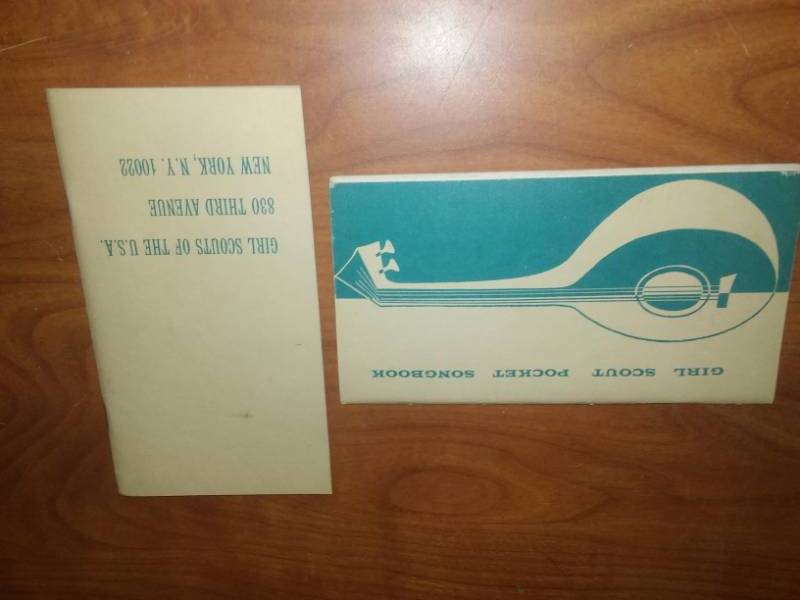 GIRL SCOUTS OF THE U.S.A.
830 THIRD AVENUE
NEW YORK, N.Y. 10022
GIRL SCOUT POCKET SONGBOOK